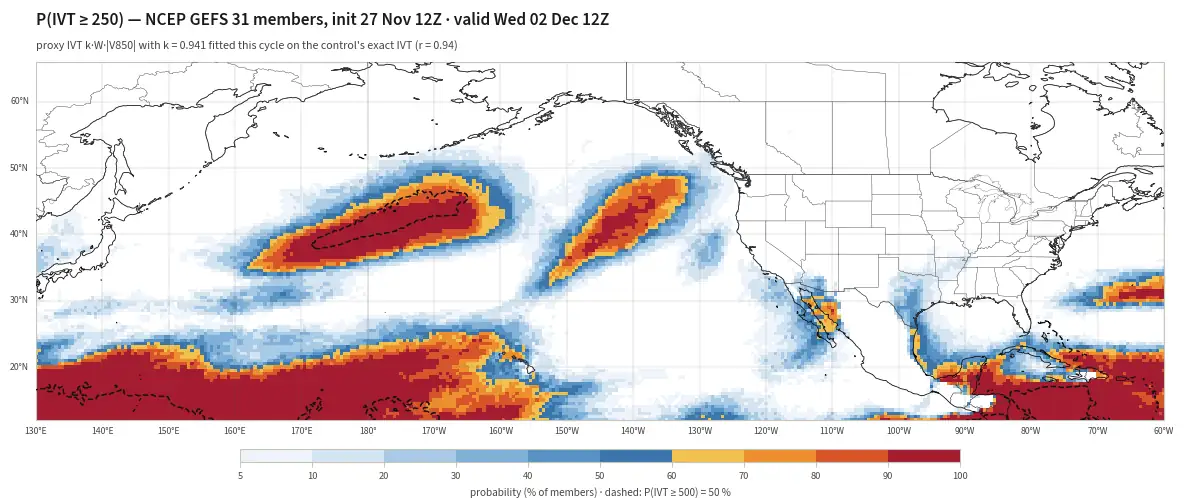 P(IVT ≥ 250) — NCEP GEFS 31 members, init 27 Nov 12Z · valid Wed 02 Dec 12Z
proxy IVT k·W·|V850| with k = 0.941 fitted this cycle on the control's exact IVT (r = 0.94)
60°N
50°N
40°N
30°N
20°N
130°E 140°E 150°E 160°E 170°E 180° 170°W 160°W 150°W 140°W 130°W 120°W 110°W 100°W 90°W 80°W 70°W 60°W
5 10 20 30 40 50 60 70 80 90 100
probability (% of members) · dashed: P(IVT ≥ 500) = 50 %